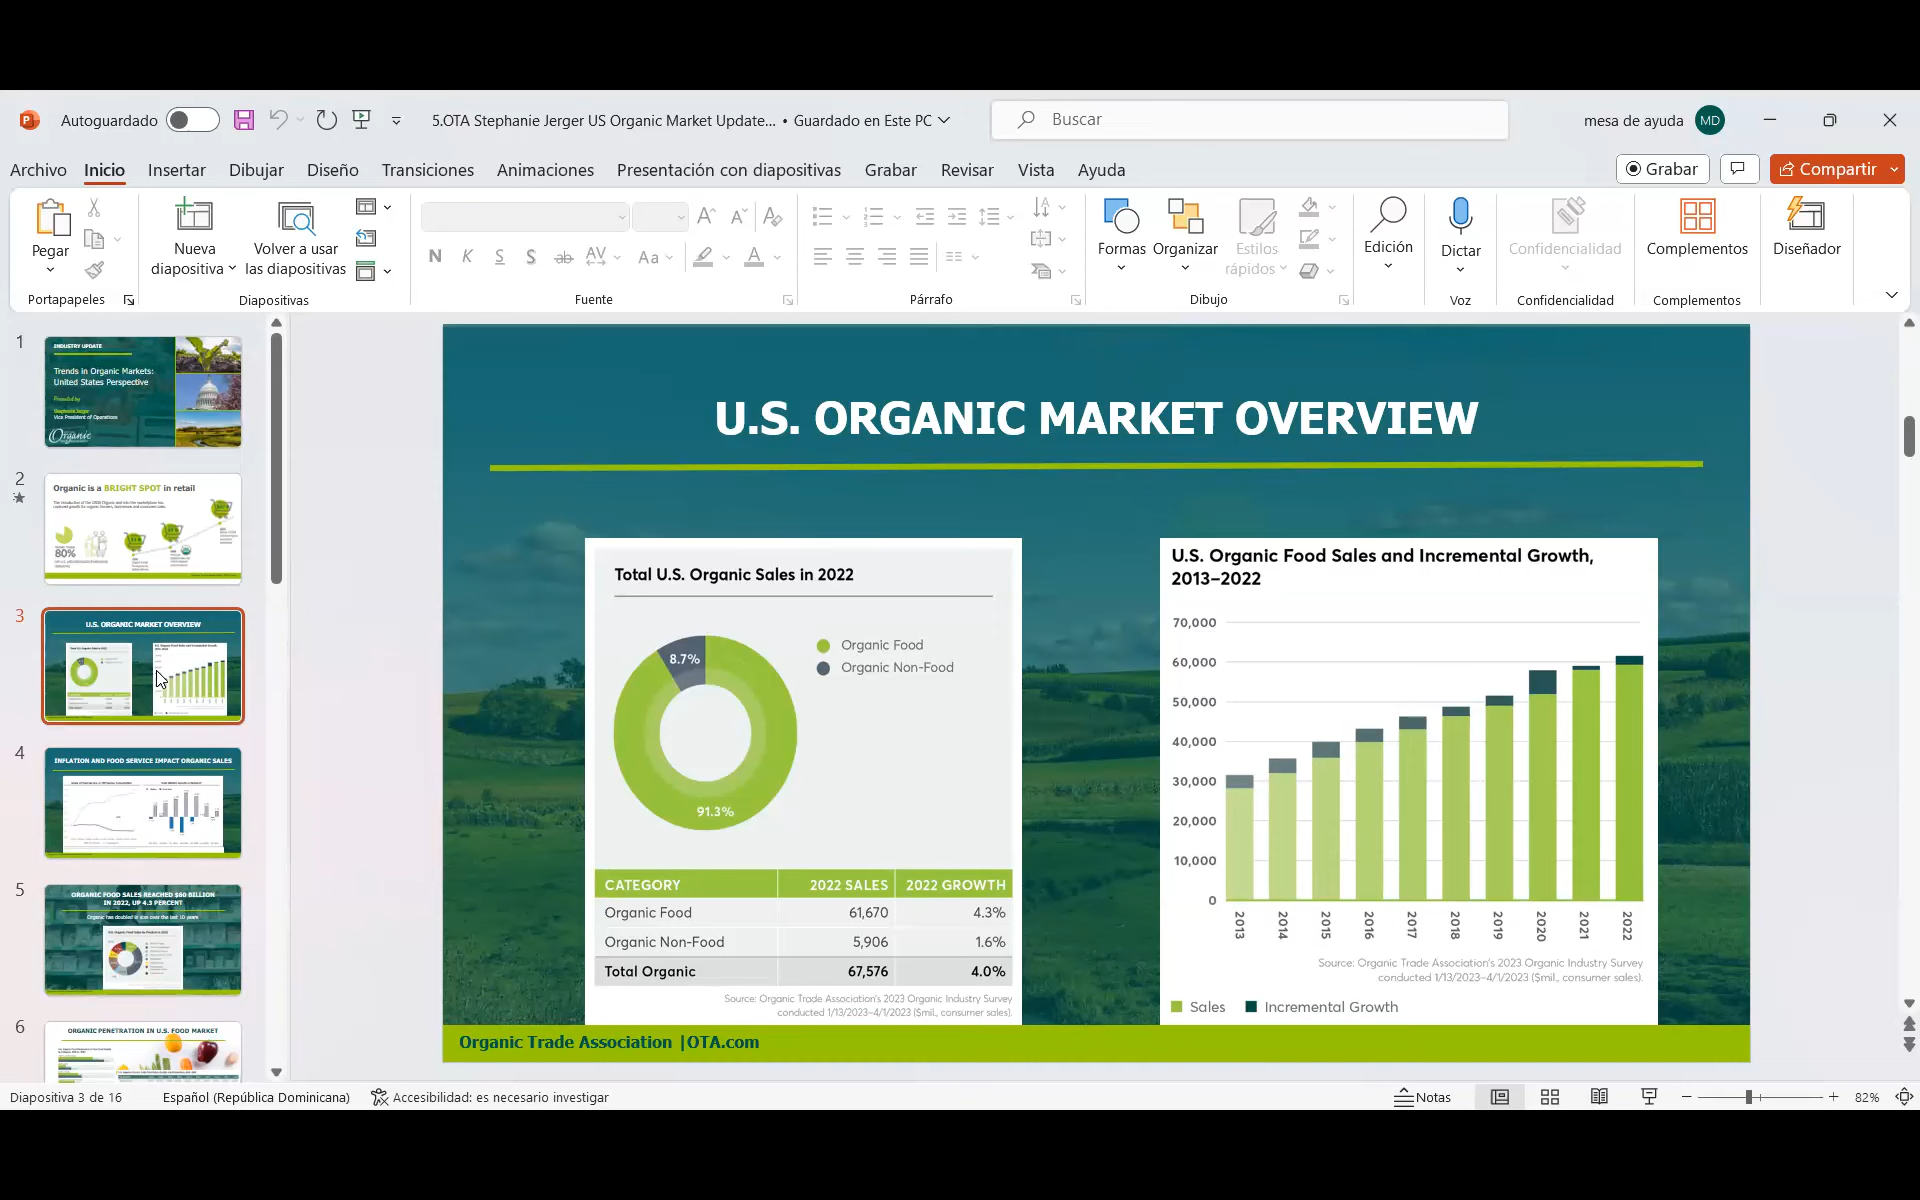 Autoguardado
5.OTA Stephanie Jerger US Organic Market Update... • Guardado en Este PC
Buscar
mesa de ayuda
MD
Archivo Inicio Insertar Dibujar Diseño Transiciones Animaciones Presentación con diapositivas Grabar Revisar Vista Ayuda
Grabar
Compartir
Pegar
Portapapeles
Nueva
diapositiva
Volver a usar
las diapositivas
Diapositivas
N K S S ab AV Aa A
Fuente
Párrafo
Formas
Organizar
Estilos
rápidos
Dibujo
Edición
Dictar
Voz
Confidencialidad
Confidencialidad
Complementos
Complementos
Diseñador
1
INDUSTRY UPDATE
Trends in Organic Markets:
United States Perspective
Presented by
Stephanie Jerger
Vice President of Operations
Organic
2
Organic is a BRIGHT SPOT in retail
80%
3
U.S. ORGANIC MARKET OVERVIEW
4
INFLATION AND FOOD SERVICE IMPACT ORGANIC SALES
5
ORGANIC FOOD SALES REACHED $60 BILLION
IN 2022, UP 4.3 PERCENT
Organic has doubled in size over the last 10 years
6
ORGANIC PENETRATION IN U.S. FOOD MARKET
U.S. ORGANIC MARKET OVERVIEW
Total U.S. Organic Sales in 2022
8.7%
91.3%
Organic Food
Organic Non-Food
CATEGORY 2022 SALES 2022 GROWTH
Organic Food 61,670 4.3%
Organic Non-Food 5,906 1.6%
Total Organic 67,576 4.0%
Source: Organic Trade Association's 2023 Organic Industry Survey
conducted 1/13/2023–4/1/2023 ($mil., consumer sales).
U.S. Organic Food Sales and Incremental Growth,
2013–2022
70,000
60,000
50,000
40,000
30,000
20,000
10,000
0
2013 2014 2015 2016 2017 2018 2019 2020 2021 2022
Source: Organic Trade Association's 2023 Organic Industry Survey
conducted 1/13/2023–4/1/2023 ($mil., consumer sales).
Sales Incremental Growth
Organic Trade Association |OTA.com
Diapositiva 3 de 16
Español (República Dominicana)
Accesibilidad: es necesario investigar
Notas
82%